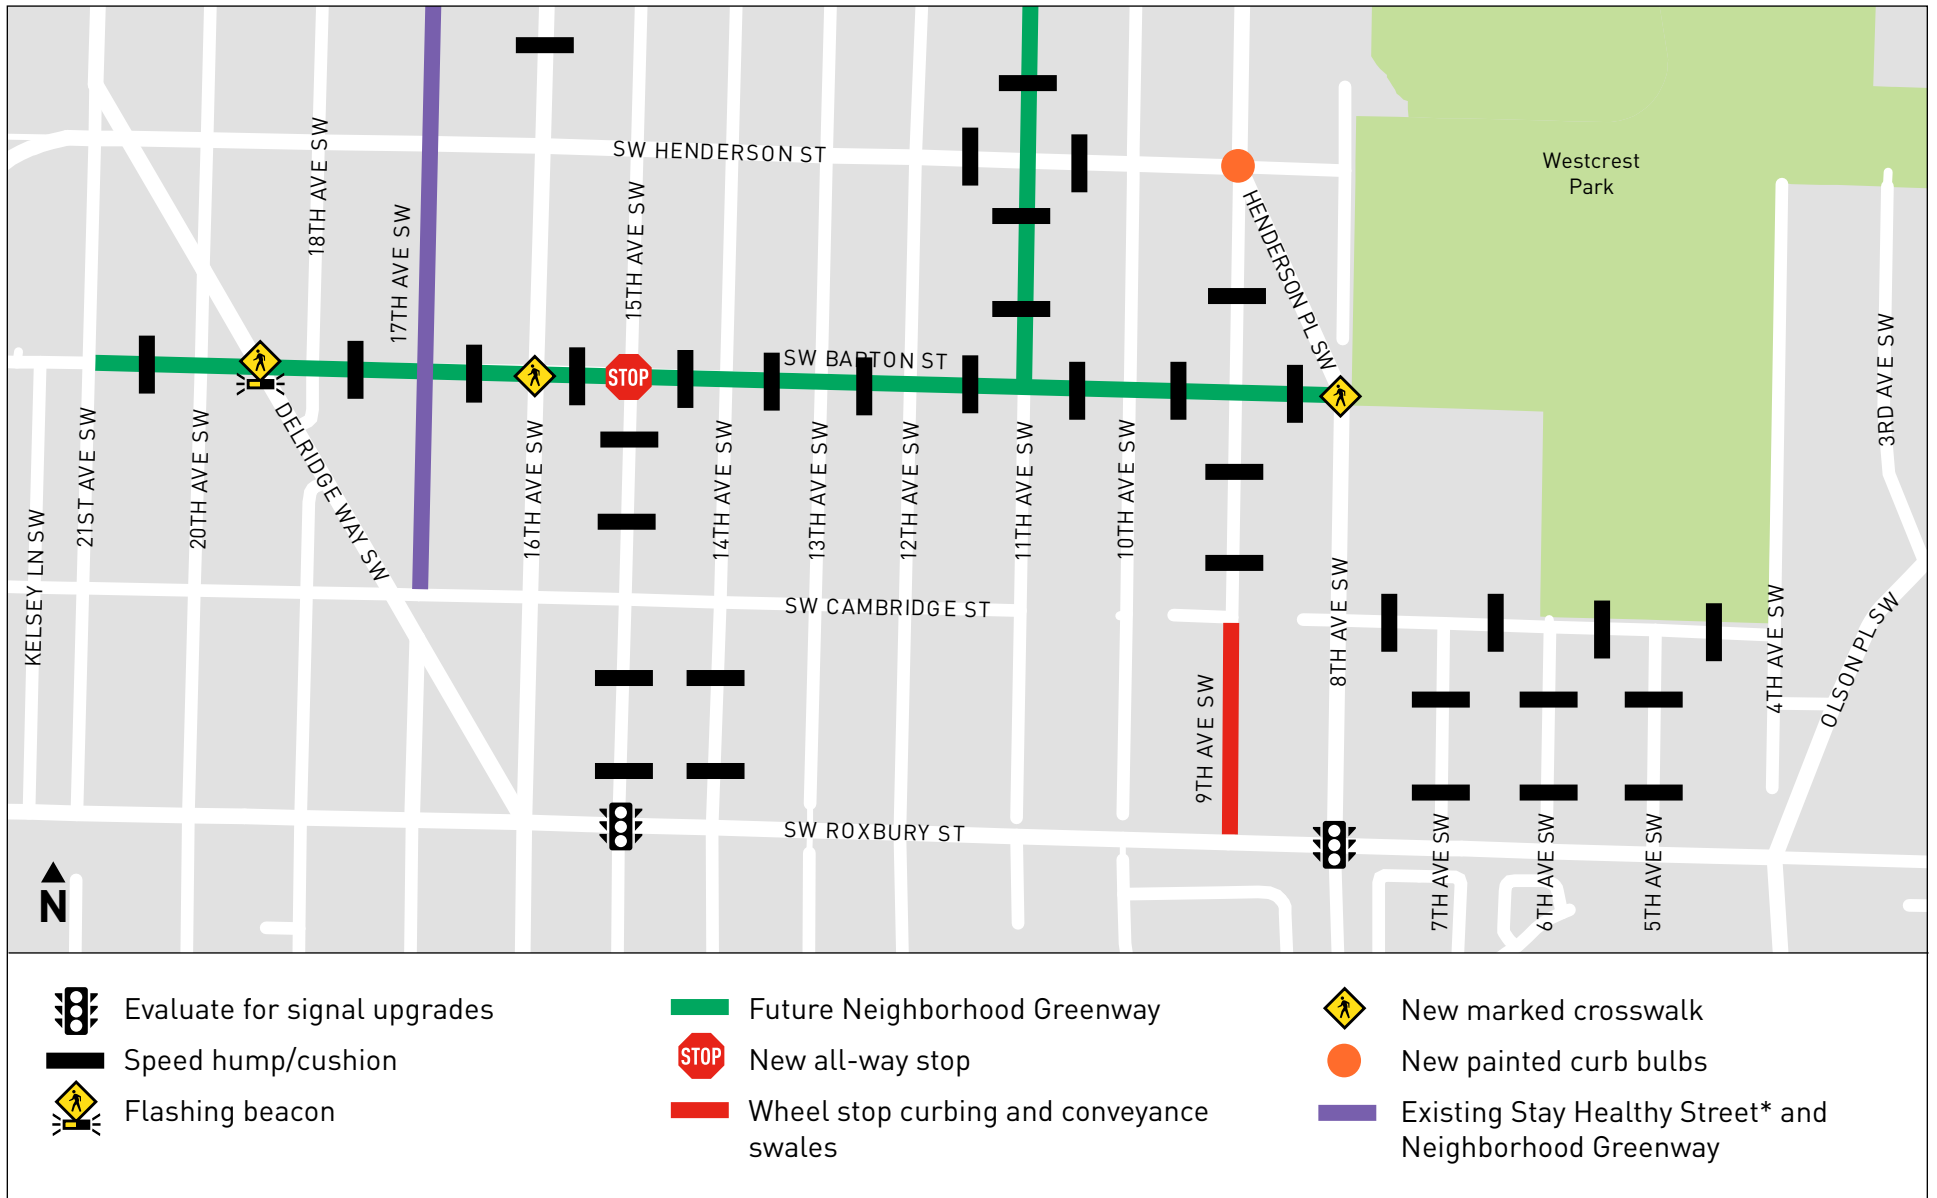 SW HENDERSON ST
Westcrest
Park
18TH AVE SW
17TH AVE SW
15TH AVE SW
HENDERSON PL SW
SW BARTON ST
STOP
3RD AVE SW
KELSEY LN SW
21ST AVE SW
20TH AVE SW
DELRIDGE WAY SW
16TH AVE SW
14TH AVE SW
13TH AVE SW
12TH AVE SW
11TH AVE SW
10TH AVE SW
8TH AVE SW
4TH AVE SW
OLSON PL SW
SW CAMBRIDGE ST
9TH AVE SW
SW ROXBURY ST
7TH AVE SW
6TH AVE SW
5TH AVE SW
N
Evaluate for signal upgrades
Speed hump/cushion
Flashing beacon
Future Neighborhood Greenway
STOP
New all-way stop
Wheel stop curbing and conveyance
swales
New marked crosswalk
New painted curb bulbs
Existing Stay Healthy Street* and
Neighborhood Greenway